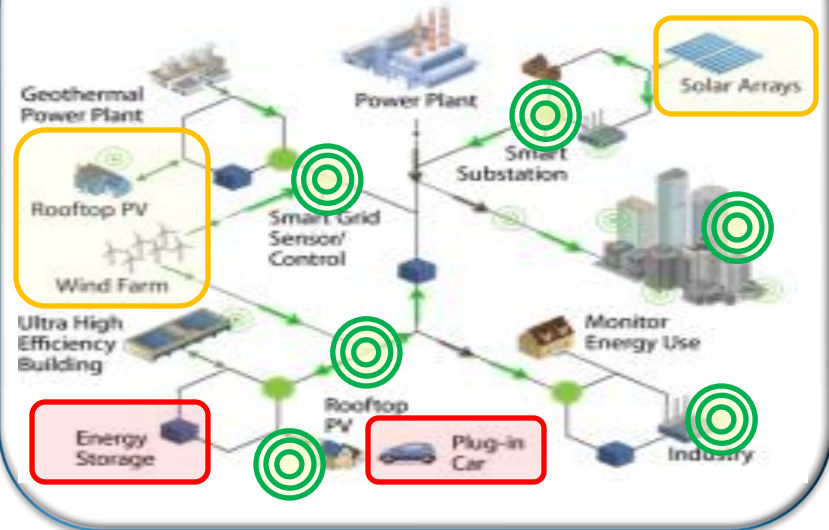 Geothermal
Power Plant
Power Plant
Solar Arrays
Smart
Substation
Rooftop PV
Wind Farm
Smart Grid
Sensor/
Control
Ultra High
Efficiency
Building
Monitor
Energy Use
Energy
Storage
Rooftop
PV
Plug-in
Car
Industry